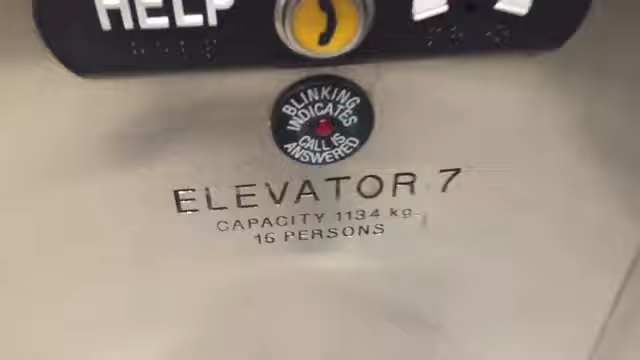 HELP
BLINKING
INDICATES
CALL IS
ANSWERED
ELEVATOR 7
CAPACITY 1134 kg
15 PERSONS